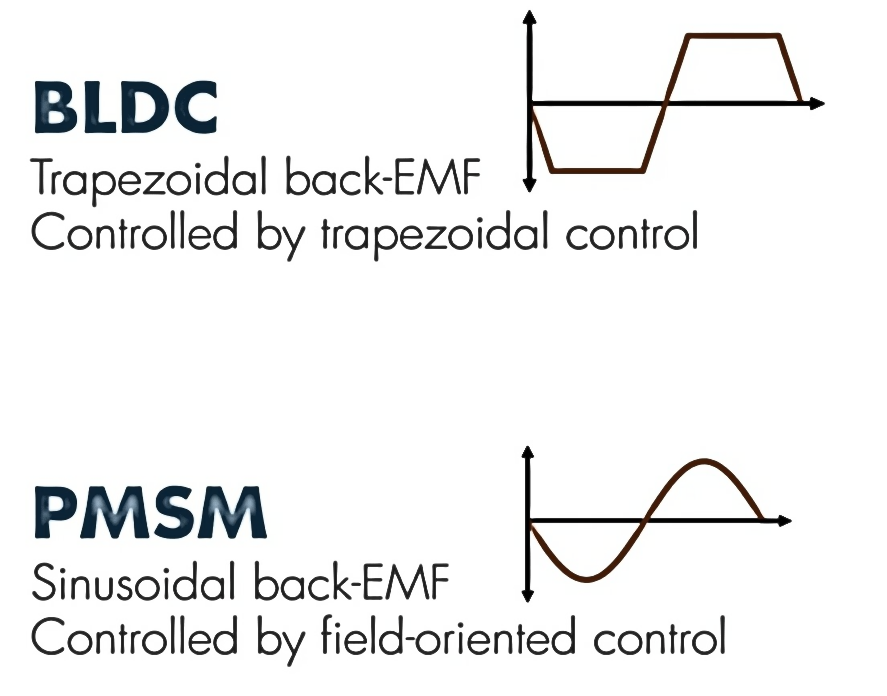 BLDC
Trapezoidal back-EMF
Controlled by trapezoidal control
PMSM
Sinusoidal back-EMF
Controlled by field-oriented control